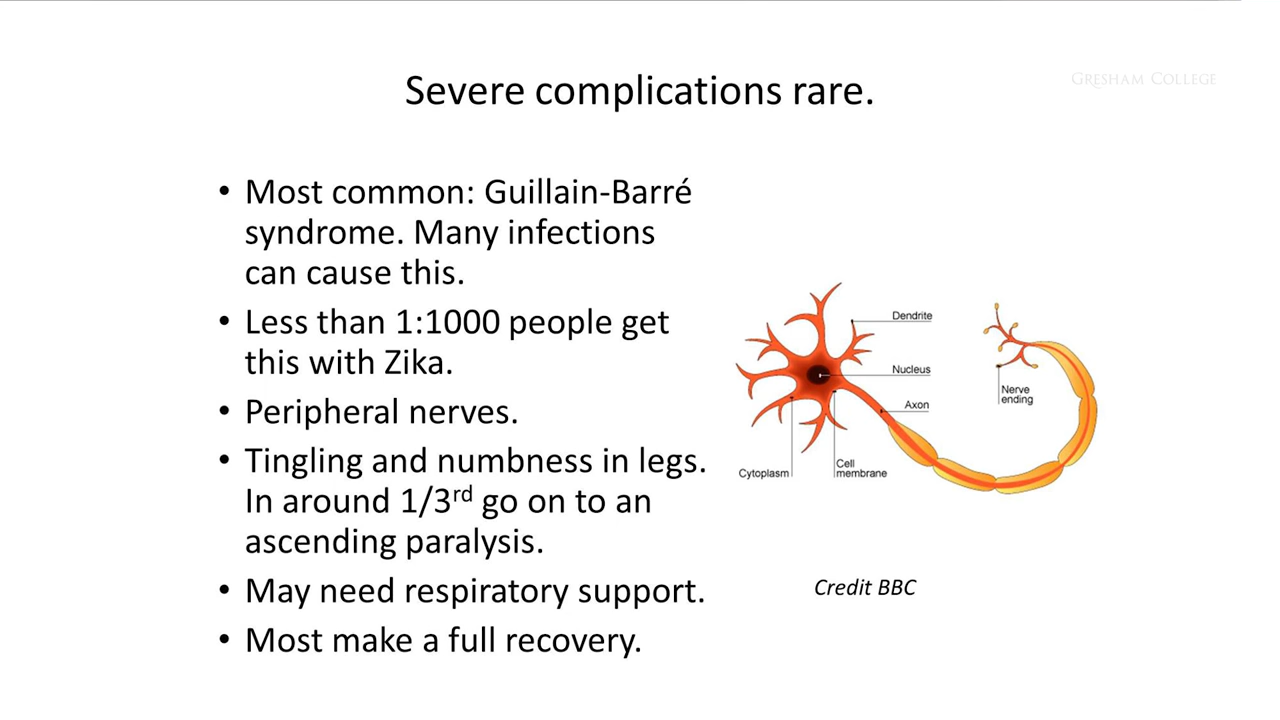 GRESHAM COLLEGE
Severe complications rare.
• Most common: Guillain-Barré
syndrome. Many infections
can cause this.
• Less than 1:1000 people get
this with Zika.
• Peripheral nerves.
• Tingling and numbness in legs.
In around 1/3rd go on to an
ascending paralysis.
• May need respiratory support.
• Most make a full recovery.
Dendrite
Nucleus
Axon
Cell
membrane
Cytoplasm
Nerve
ending
Credit BBC